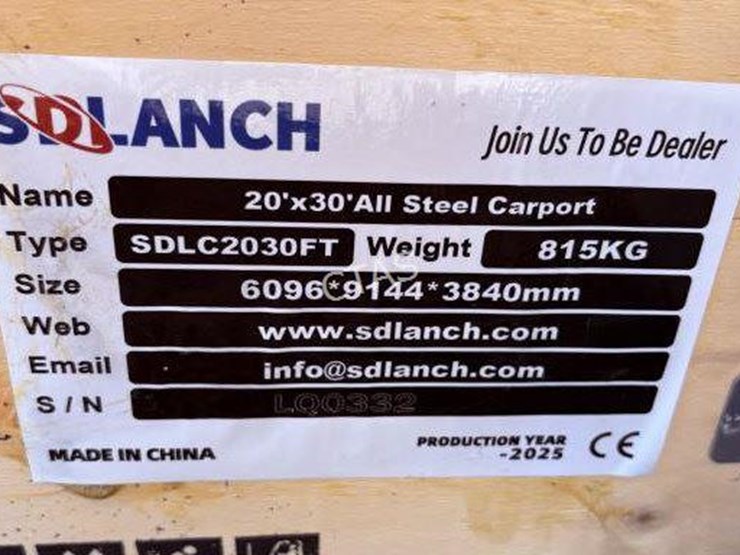 SDLANCH
Join Us To Be Dealer
Name 20'x30'All Steel Carport
Type SDLC2030FT Weight 815KG
Size 6096*9144*3840mm
CTAS
Web www.sdlanch.com
Email info@sdlanch.com
S/N LQ0332
MADE IN CHINA
PRODUCTION YEAR
-2025 CE